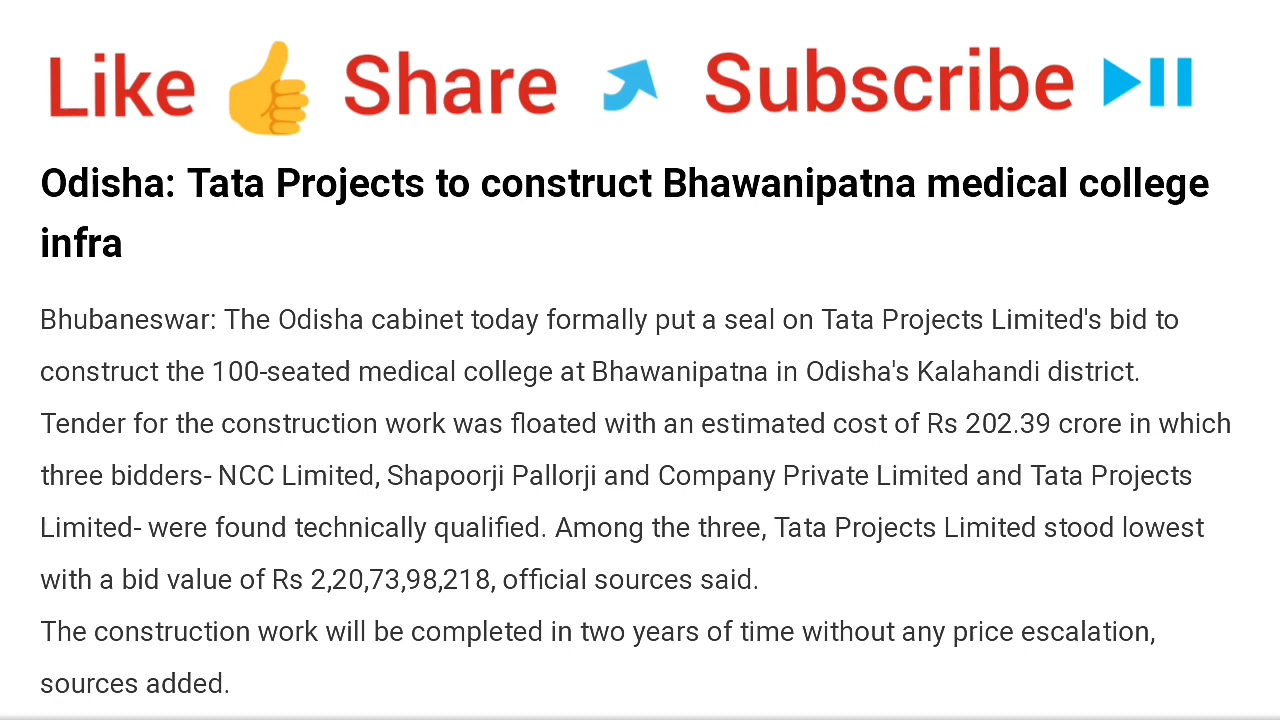 Like 👍 Share Subscribe
Odisha: Tata Projects to construct Bhawanipatna medical college
infra
Bhubaneswar: The Odisha cabinet today formally put a seal on Tata Projects Limited's bid to
construct the 100-seated medical college at Bhawanipatna in Odisha's Kalahandi district.
Tender for the construction work was floated with an estimated cost of Rs 202.39 crore in which
three bidders- NCC Limited, Shapoorji Pallorji and Company Private Limited and Tata Projects
Limited- were found technically qualified. Among the three, Tata Projects Limited stood lowest
with a bid value of Rs 2,20,73,98,218, official sources said.
The construction work will be completed in two years of time without any price escalation,
sources added.